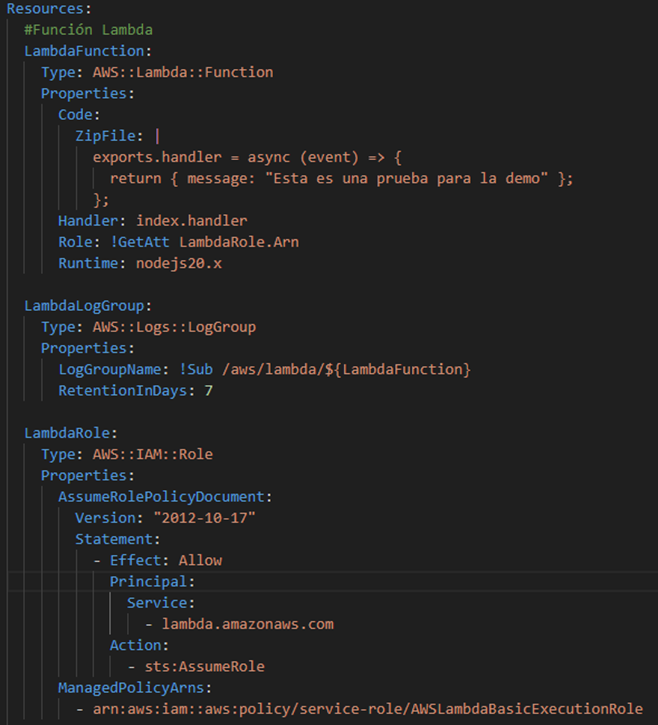 Resources:
  #Función Lambda
  LambdaFunction:
    Type: AWS::Lambda::Function
    Properties:
      Code:
        ZipFile: |
          exports.handler = async (event) => {
            return { message: "Esta es una prueba para la demo" };
          };
      Handler: index.handler
      Role: !GetAtt LambdaRole.Arn
      Runtime: nodejs20.x

  LambdaLogGroup:
    Type: AWS::Logs::LogGroup
    Properties:
      LogGroupName: !Sub /aws/lambda/${LambdaFunction}
      RetentionInDays: 7

  LambdaRole:
    Type: AWS::IAM::Role
    Properties:
      AssumeRolePolicyDocument:
        Version: "2012-10-17"
        Statement:
          - Effect: Allow
            Principal:
              Service:
                - lambda.amazonaws.com
            Action:
              - sts:AssumeRole
      ManagedPolicyArns:
        - arn:aws:iam::aws:policy/service-role/AWSLambdaBasicExecutionRole